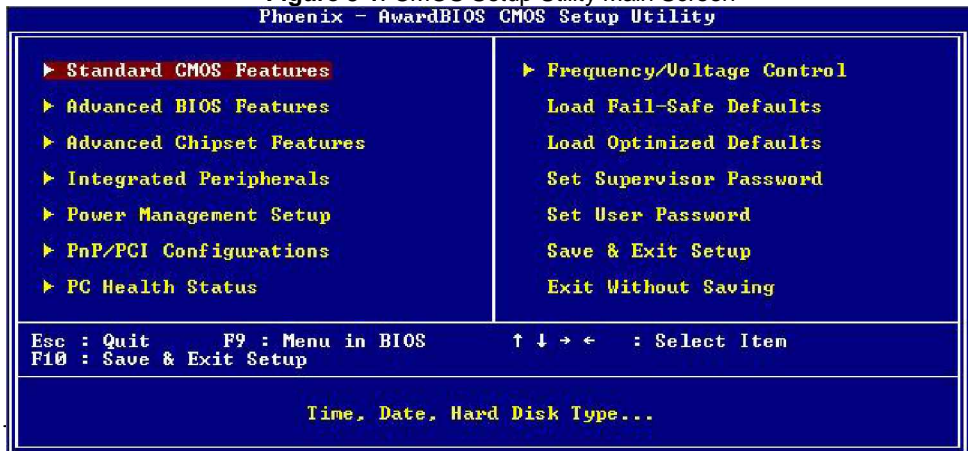 Phoenix - AwardBIOS CMOS Setup Utility
Standard CMOS Features
Advanced BIOS Features
Advanced Chipset Features
Integrated Peripherals
Power Management Setup
PnP/PCI Configurations
PC Health Status
Frequency/Voltage Control
Load Fail-Safe Defaults
Load Optimized Defaults
Set Supervisor Password
Set User Password
Save & Exit Setup
Exit Without Saving
Esc : Quit F9 : Menu in BIOS ↑ ↓ → ← : Select Item
F10 : Save & Exit Setup
Time, Date, Hard Disk Type...